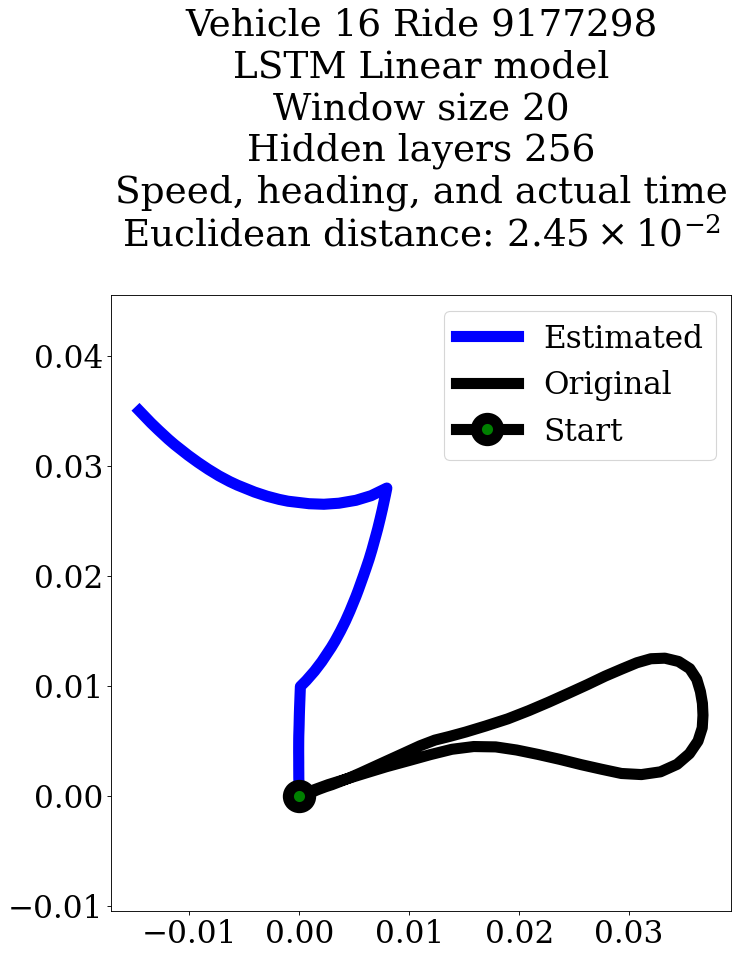 Vehicle 16 Ride 9177298
LSTM Linear model
Window size 20
Hidden layers 256
Speed, heading, and actual time
Euclidean distance: 2.45 × 10⁻²
Estimated
Original
Start
0.04
0.03
0.02
0.01
0.00
−0.01
−0.01 0.00 0.01 0.02 0.03